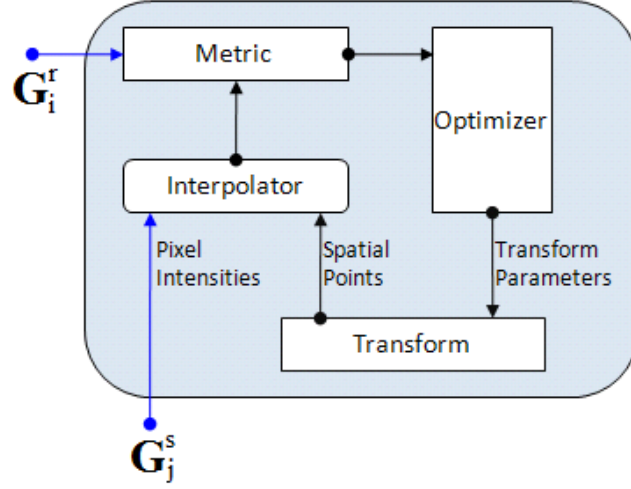 Metric
G_i^r
Optimizer
Interpolator
Pixel
Intensities
Spatial
Points
Transform
Parameters
Transform
G_j^s